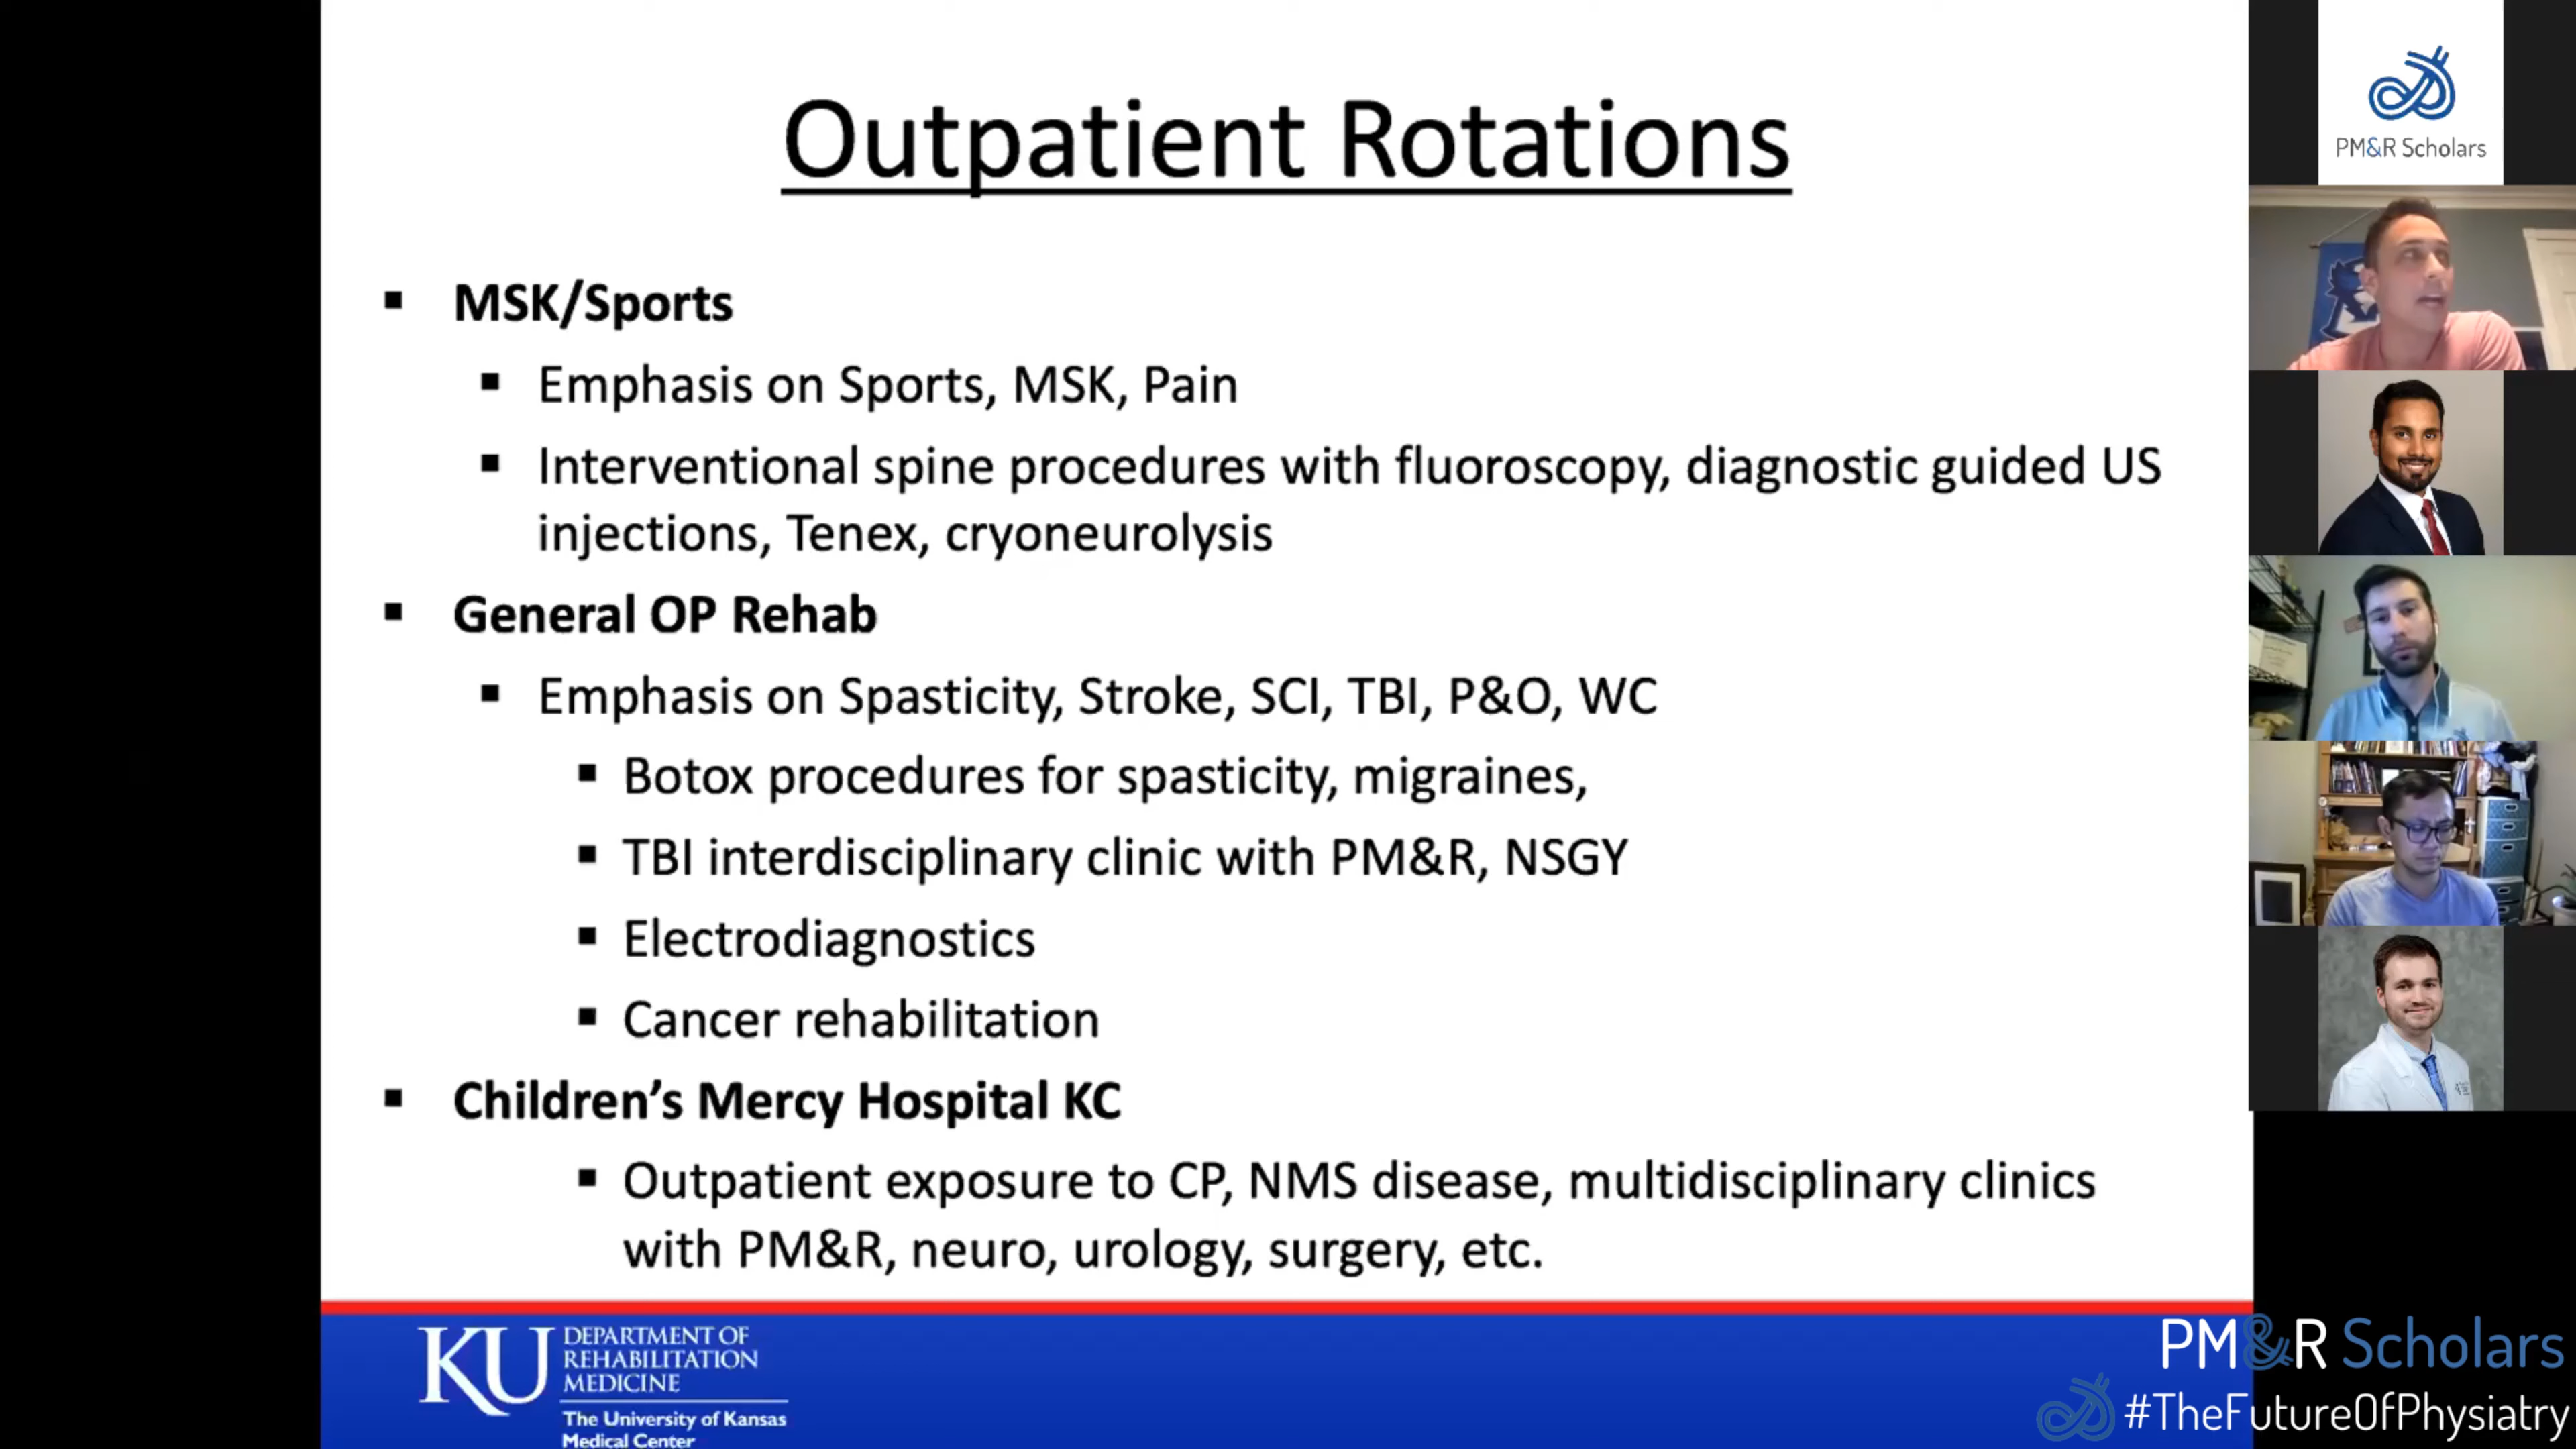 Outpatient Rotations
MSK/Sports
Emphasis on Sports, MSK, Pain
Interventional spine procedures with fluoroscopy, diagnostic guided US
injections, Tenex, cryoneurolysis
General OP Rehab
Emphasis on Spasticity, Stroke, SCI, TBI, P&O, WC
Botox procedures for spasticity, migraines,
TBI interdisciplinary clinic with PM&R, NSGY
Electrodiagnostics
Cancer rehabilitation
Children’s Mercy Hospital KC
Outpatient exposure to CP, NMS disease, multidisciplinary clinics
with PM&R, neuro, urology, surgery, etc.
KU
DEPARTMENT OF
REHABILITATION
MEDICINE
The University of Kansas
Medical Center
PM&R Scholars
PM&R Scholars
#TheFutureOfPhysiatry